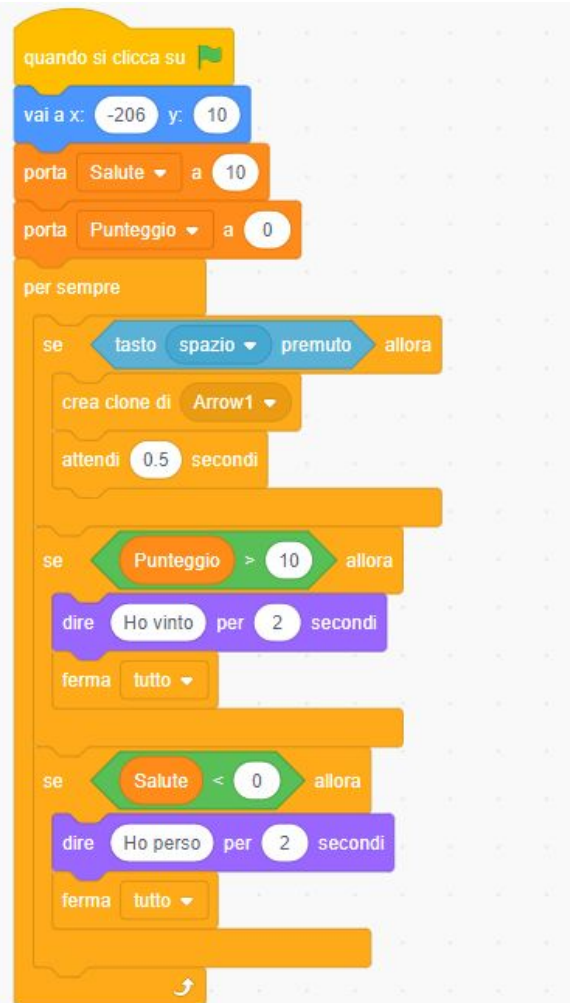 quando si clicca su
vai a x: -206 y: 10
porta Salute a 10
porta Punteggio a 0
per sempre
se tasto spazio premuto allora
crea clone di Arrow1
attendi 0.5 secondi
se Punteggio > 10 allora
dire Ho vinto per 2 secondi
ferma tutto
se Salute < 0 allora
dire Ho perso per 2 secondi
ferma tutto